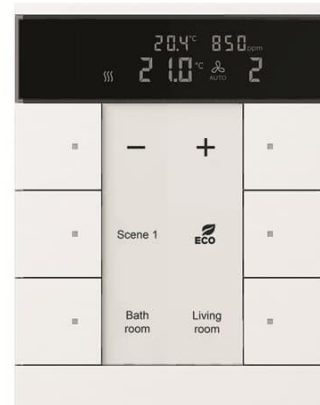 20.4°C 850ppm
21.0°C AUTO 2
− +
Scene 1
ECO
Bath
room
Living
room